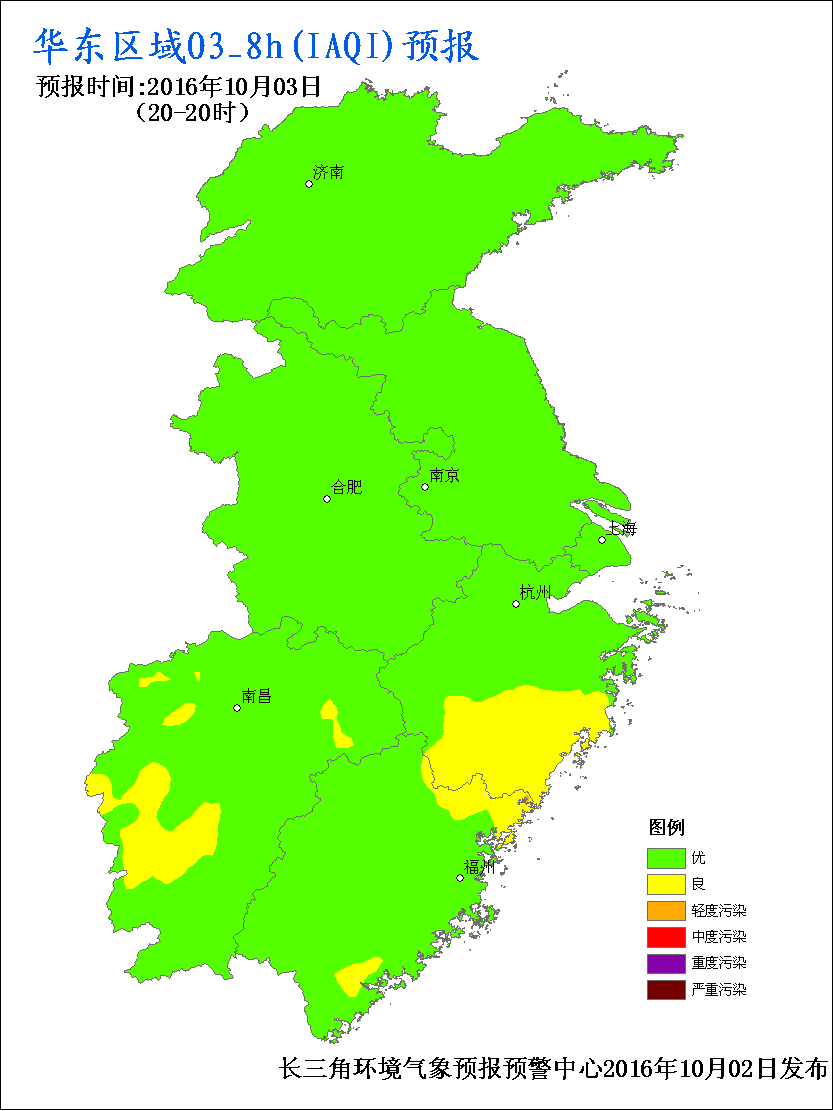 华东区域O3_8h(IAQI)预报
预报时间:2016年10月03日
(20-20时)
济南
南京
合肥
上海
杭州
南昌
福州
图例
优
良
轻度污染
中度污染
重度污染
严重污染
长三角环境气象预报预警中心2016年10月02日发布